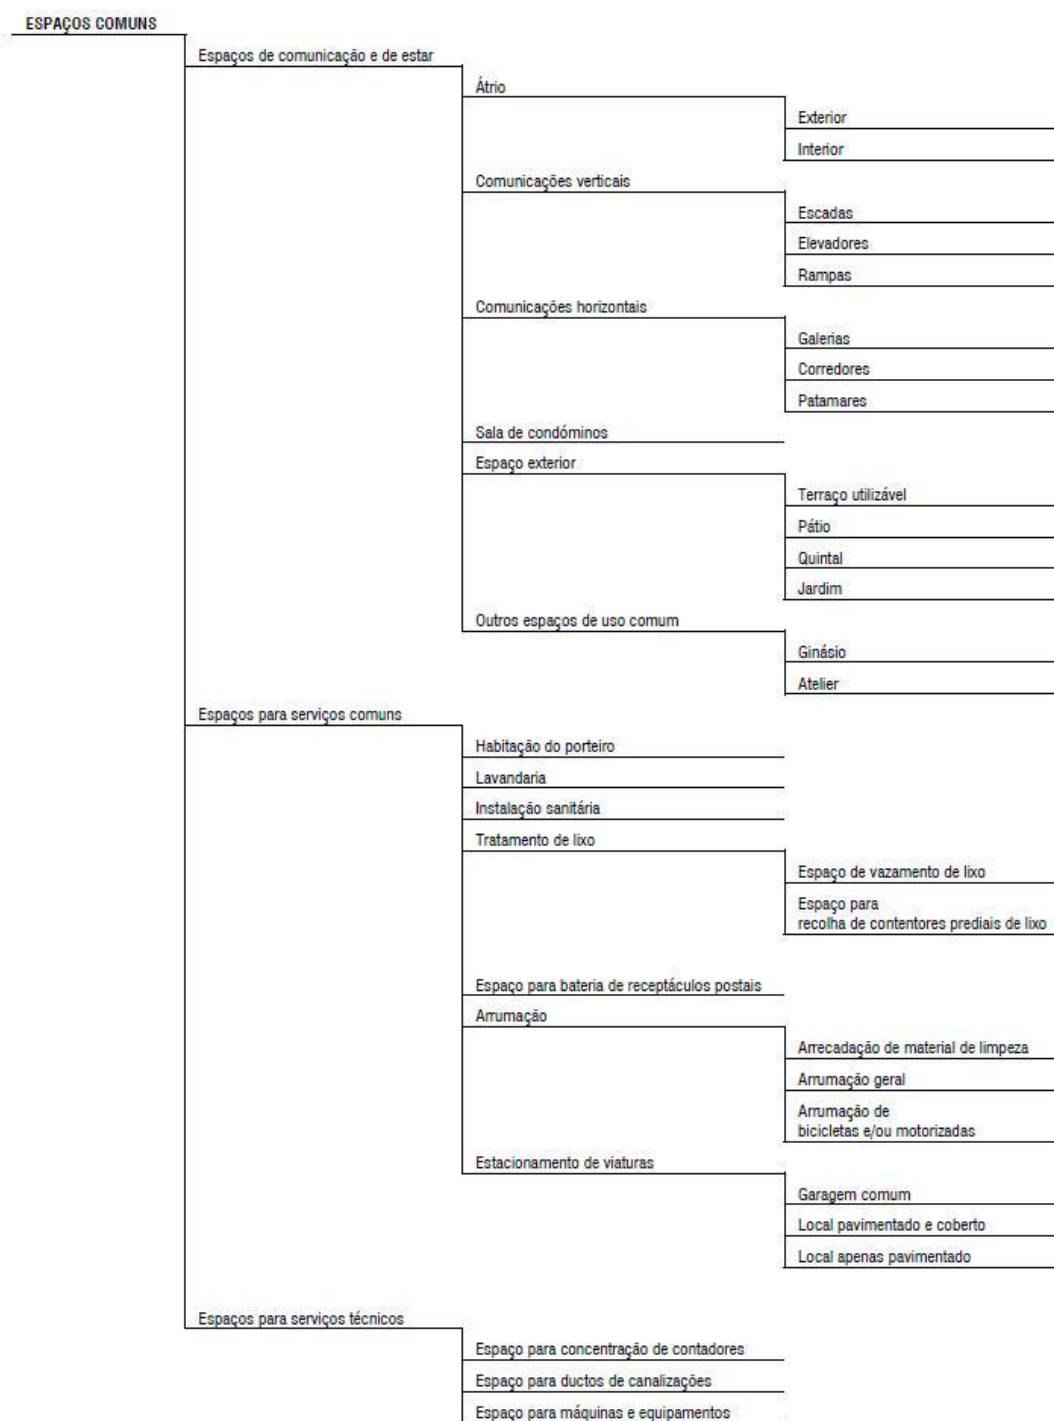 ESPAÇOS COMUNS
Espaços de comunicação e de estar
Átrio
Exterior
Interior
Comunicações verticais
Escadas
Elevadores
Rampas
Comunicações horizontais
Galerias
Corredores
Patamares
Sala de condóminos
Espaço exterior
Terraço utilizável
Pátio
Quintal
Jardim
Outros espaços de uso comum
Ginásio
Atelier
Espaços para serviços comuns
Habitação do porteiro
Lavandaria
Instalação sanitária
Tratamento de lixo
Espaço de vazamento de lixo
Espaço para
recolha de contentores prediais de lixo
Espaço para bateria de receptáculos postais
Arrumação
Arrecadação de material de limpeza
Arrumação geral
Arrumação de
bicicletas e/ou motorizadas
Estacionamento de viaturas
Garagem comum
Local pavimentado e coberto
Local apenas pavimentado
Espaços para serviços técnicos
Espaço para concentração de contadores
Espaço para ductos de canalizações
Espaço para máquinas e equipamentos